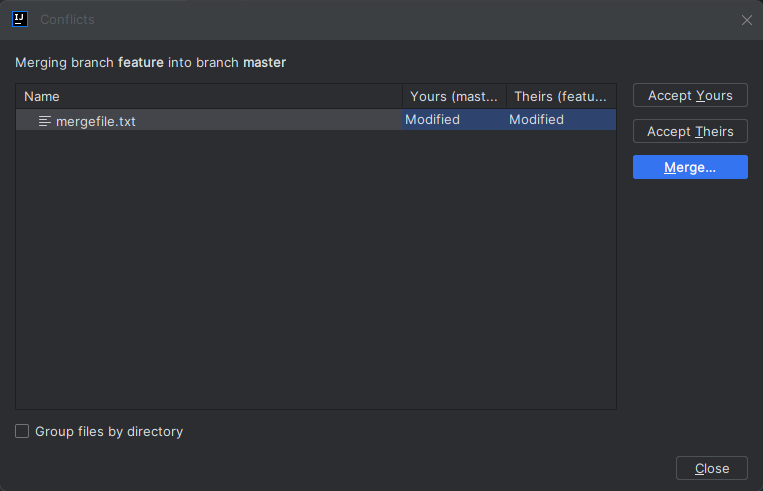 IJ Conflicts
Merging branch feature into branch master
Name Yours (mast... Theirs (featu...
mergefile.txt Modified Modified
Accept Yours
Accept Theirs
Merge...
Group files by directory
Close